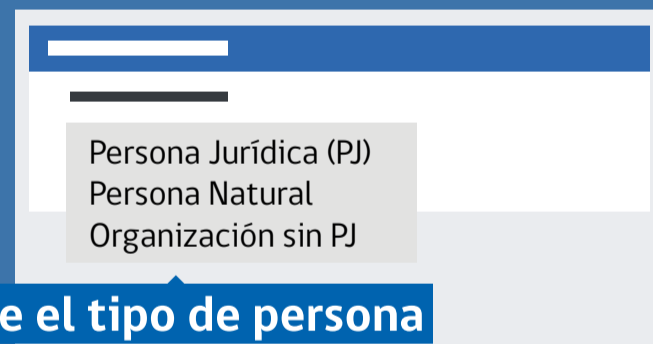 Persona Jurídica (PJ)
Persona Natural
Organización sin PJ
e el tipo de persona